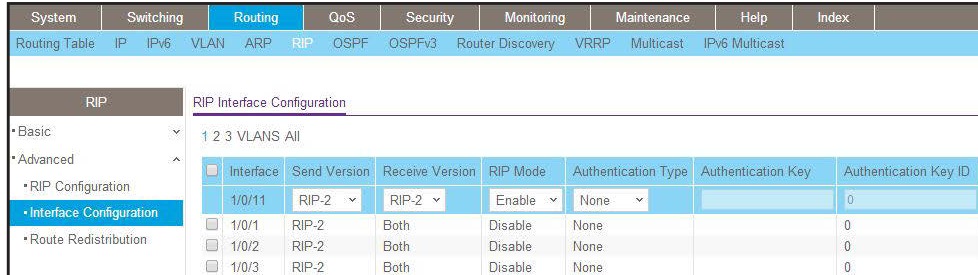 System Switching Routing QoS Security Monitoring Maintenance Help Index
Routing Table IP IPv6 VLAN ARP RIP OSPF OSPFv3 Router Discovery VRRP Multicast IPv6 Multicast
RIP
Basic
Advanced
RIP Configuration
Interface Configuration
Route Redistribution
RIP Interface Configuration
1 2 3 VLANS All
Interface Send Version Receive Version RIP Mode Authentication Type Authentication Key Authentication Key ID
1/0/11 RIP-2 RIP-2 Enable None 0
1/0/1 RIP-2 Both Disable None 0
1/0/2 RIP-2 Both Disable None 0
1/0/3 RIP-2 Both Disable None 0